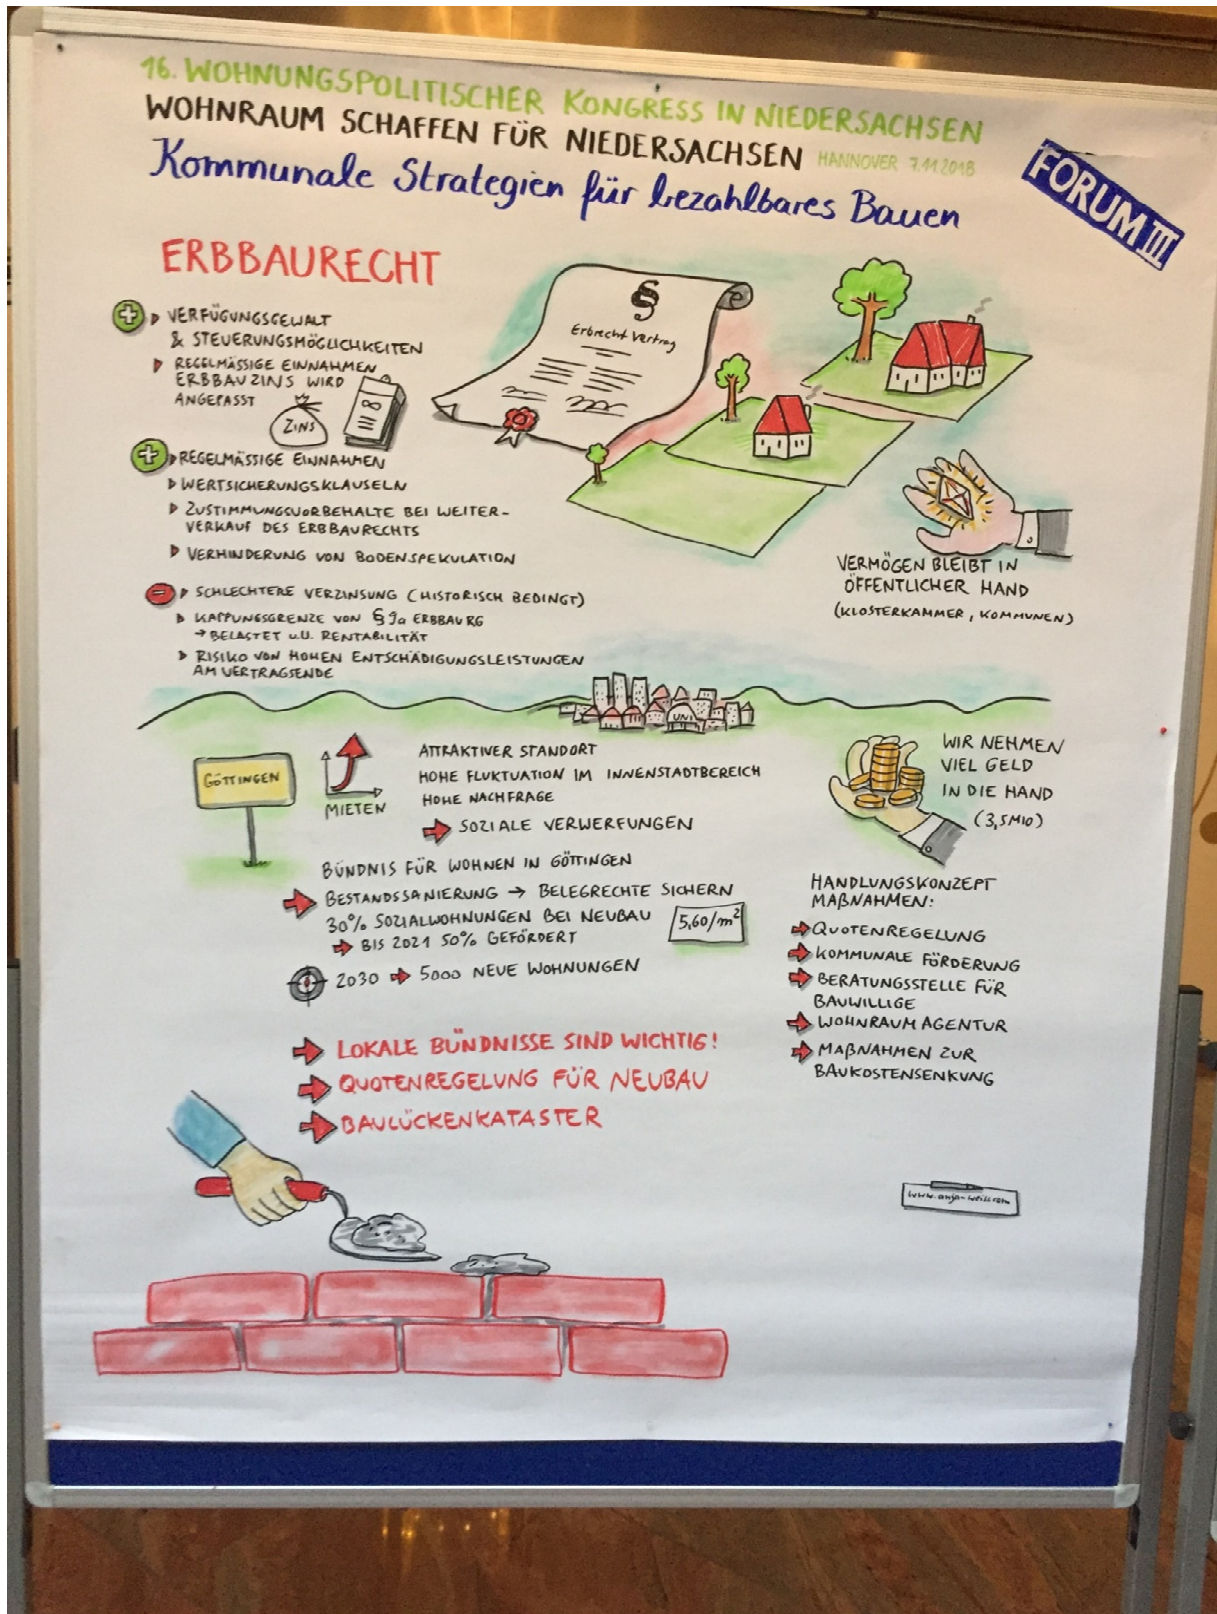 16. WOHNUNGSPOLITISCHER KONGRESS IN NIEDERSACHSEN
WOHNRAUM SCHAFFEN FÜR NIEDERSACHSEN HANNOVER 7.11.2018
Kommunale Strategien für bezahlbares Bauen
FORUM III
ERBBAURECHT
VERFÜGUNGSGEWALT
& STEUERUNGSMÖGLICHKEITEN
REGELMÄSSIGE EINNAHMEN
ERBBAUZINS WIRD
ANGEPASST
ZINS
§
Erbrecht Vertrag
REGELMÄSSIGE EINNAHMEN
WERTSICHERUNGSKLAUSELN
ZUSTIMMUNGSVORBEHALTE BEI WEITER-
VERKAUF DES ERBBAURECHTS
VERHINDERUNG VON BODENSPEKULATION
VERMÖGEN BLEIBT IN
ÖFFENTLICHER HAND
(KLOSTERKAMMER, KOMMUNEN)
SCHLECHTERE VERZINSUNG (HISTORISCH BEDINGT)
KAPPUNGSGRENZE VON § 9a ERBBAURG
→ BELASTET U.U. RENTABILITÄT
RISIKO VON HOHEN ENTSCHÄDIGUNGSLEISTUNGEN
AM VERTRAGSENDE
UNI
GÖTTINGEN
MIETEN
ATTRAKTIVER STANDORT
HOHE FLUKTUATION IM INNENSTADTBEREICH
HOHE NACHFRAGE
SOZIALE VERWERFUNGEN
WIR NEHMEN
VIEL GELD
IN DIE HAND
(3,5 MIO)
BÜNDNIS FÜR WOHNEN IN GÖTTINGEN
BESTANDSSANIERUNG → BELEGRECHTE SICHERN
30% SOZIALWOHNUNGEN BEI NEUBAU
5,60/m²
BIS 2021 50% GEFÖRDERT
2030 → 5000 NEUE WOHNUNGEN
HANDLUNGSKONZEPT
MAßNAHMEN:
QUOTENREGELUNG
KOMMUNALE FÖRDERUNG
BERATUNGSSTELLE FÜR
BAUWILLIGE
WOHNRAUMAGENTUR
MAßNAHMEN ZUR
BAUKOSTENSENKUNG
LOKALE BÜNDNISSE SIND WICHTIG!
QUOTENREGELUNG FÜR NEUBAU
BAULÜCKENKATASTER
www.anja-weiss.com